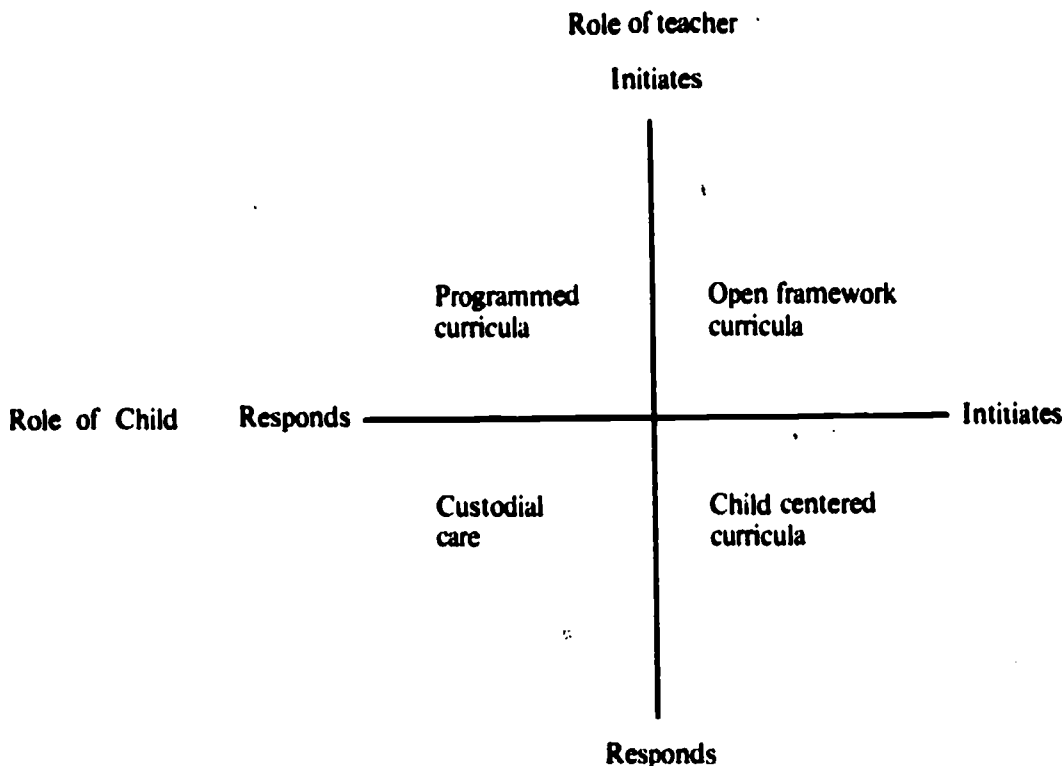 Role of teacher
Initiates
Programmed
curricula
Open framework
curricula
Role of Child
Responds
Intitiates
Custodial
care
Child centered
curricula
Responds